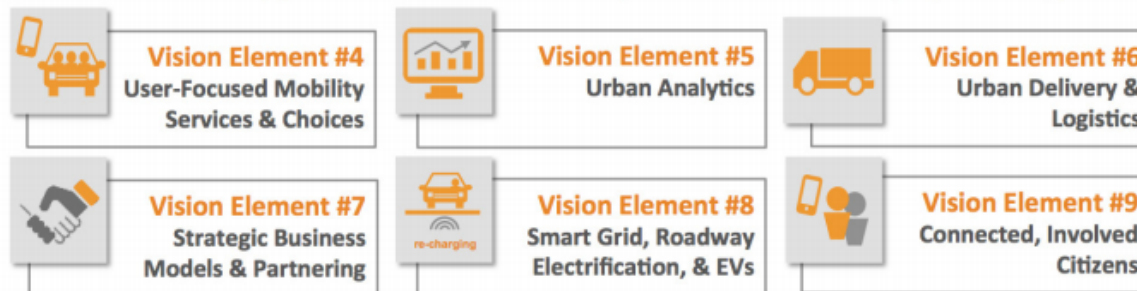 Vision Element #4
User-Focused Mobility
Services & Choices
Vision Element #5
Urban Analytics
Vision Element #6
Urban Delivery &
Logistics
Vision Element #7
Strategic Business
Models & Partnering
re-charging
Vision Element #8
Smart Grid, Roadway
Electrification, & EVs
Vision Element #9
Connected, Involved
Citizens